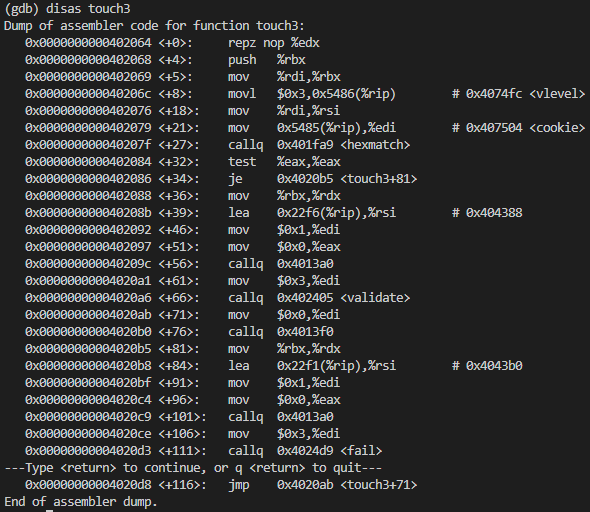 (gdb) disas touch3
Dump of assembler code for function touch3:
   0x0000000000402064 <+0>:     repz nop %edx
   0x0000000000402068 <+4>:     push   %rbx
   0x0000000000402069 <+5>:     mov    %rdi,%rbx
   0x000000000040206c <+8>:     movl   $0x3,0x5486(%rip)        # 0x4074fc <vlevel>
   0x0000000000402076 <+18>:    mov    %rdi,%rsi
   0x0000000000402079 <+21>:    mov    0x5485(%rip),%edi        # 0x407504 <cookie>
   0x000000000040207f <+27>:    callq  0x401fa9 <hexmatch>
   0x0000000000402084 <+32>:    test   %eax,%eax
   0x0000000000402086 <+34>:    je     0x4020b5 <touch3+81>
   0x0000000000402088 <+36>:    mov    %rbx,%rdx
   0x000000000040208b <+39>:    lea    0x22f6(%rip),%rsi        # 0x404388
   0x0000000000402092 <+46>:    mov    $0x1,%edi
   0x0000000000402097 <+51>:    mov    $0x0,%eax
   0x000000000040209c <+56>:    callq  0x4013a0
   0x00000000004020a1 <+61>:    mov    $0x3,%edi
   0x00000000004020a6 <+66>:    callq  0x402405 <validate>
   0x00000000004020ab <+71>:    mov    $0x0,%edi
   0x00000000004020b0 <+76>:    callq  0x4013f0
   0x00000000004020b5 <+81>:    mov    %rbx,%rdx
   0x00000000004020b8 <+84>:    lea    0x22f1(%rip),%rsi        # 0x4043b0
   0x00000000004020bf <+91>:    mov    $0x1,%edi
   0x00000000004020c4 <+96>:    mov    $0x0,%eax
   0x00000000004020c9 <+101>:   callq  0x4013a0
   0x00000000004020ce <+106>:   mov    $0x3,%edi
   0x00000000004020d3 <+111>:   callq  0x4024d9 <fail>
---Type <return> to continue, or q <return> to quit---
   0x00000000004020d8 <+116>:   jmp    0x4020ab <touch3+71>
End of assembler dump.